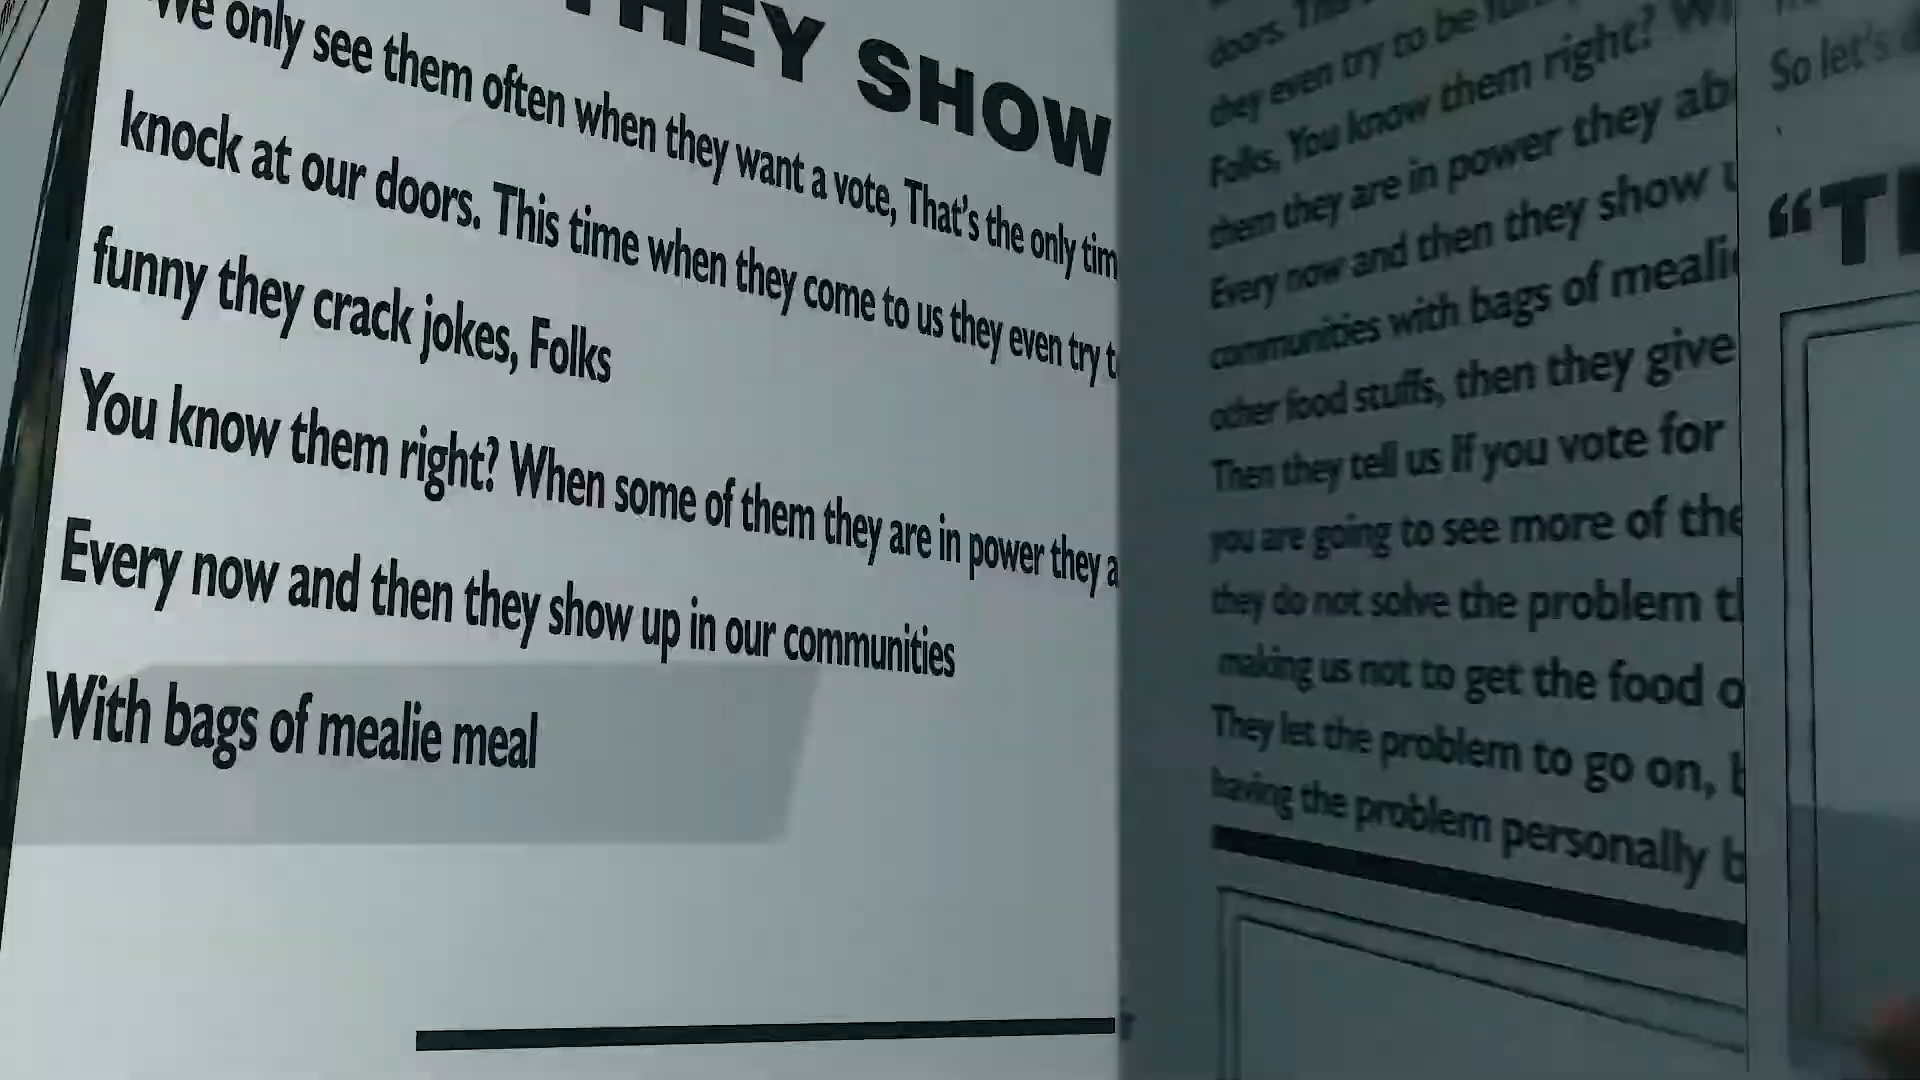 THEY SHOW
We only see them often when they want a vote, That's the only tim
knock at our doors. This time when they come to us they even try t
funny they crack jokes, Folks
You know them right? When some of them they are in power they a
Every now and then they show up in our communities
With bags of mealie meal
doors.
they even try to be
Folks, You know them right?
them they are in power they ab
Every now and then they show u
communities with bags of mealie
other food stuffs, then they give
Then they tell us If you vote for
you are going to see more of the
they do not solve the problem t
making us not to get the food o
They let the problem to go on,
having the problem personally b
So let's
"T